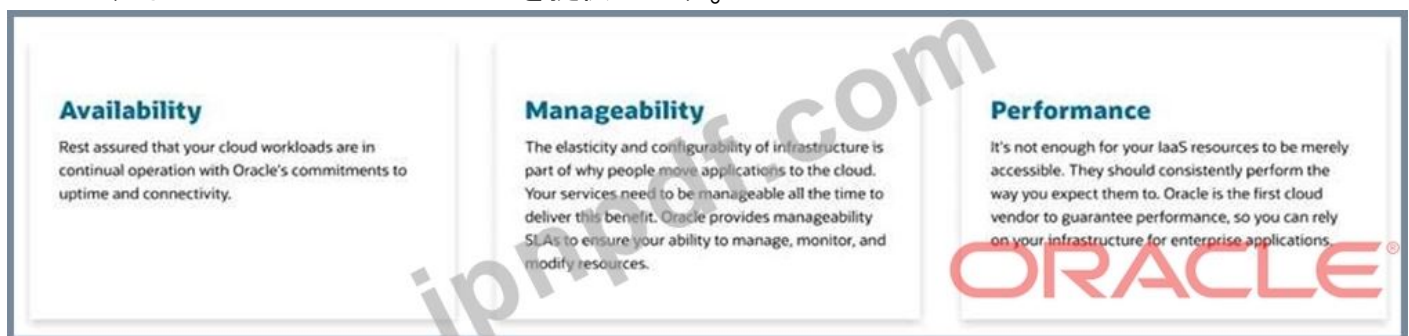 Availability
Rest assured that your cloud workloads are in
continual operation with Oracle's commitments to
uptime and connectivity.
Manageability
The elasticity and configurability of infrastructure is
part of why people move applications to the cloud.
Your services need to be manageable all the time to
deliver this benefit. Oracle provides manageability
SLAs to ensure your ability to manage, monitor, and
modify resources.
Performance
It's not enough for your IaaS resources to be merely
accessible. They should consistently perform the
way you expect them to. Oracle is the first cloud
vendor to guarantee performance, so you can rely
on your infrastructure for enterprise applications.
ORACLE®
jpnpdf.com